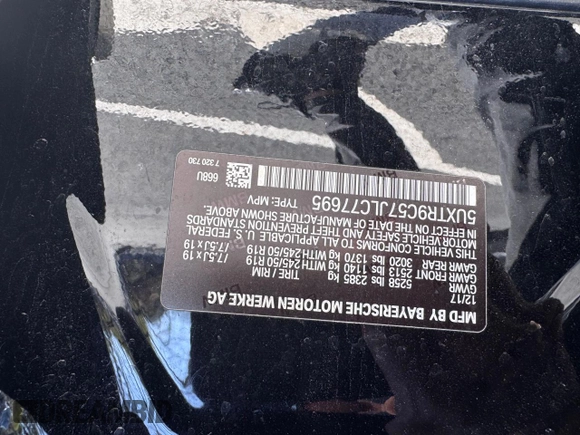 MFD BY BAYERISCHE MOTOREN WERKE AG
12/17
GVWR 5258 lbs 2385 kg TIRE / RIM
GAWR FRONT 2513 lbs 1140 kg WITH 245/50 R19 /7.5J x 19
GAWR REAR 3020 lbs 1370 kg WITH 245/50 R19 /7.5J x 19
THIS VEHICLE CONFORMS TO ALL APPLICABLE U.S. FEDERAL
MOTOR VEHICLE SAFETY AND THEFT PREVENTION STANDARDS
IN EFFECT ON THE DATE OF MANUFACTURE SHOWN ABOVE.
5UXTR9C57JLC77695 TYPE: MPV
668U
7 320 730